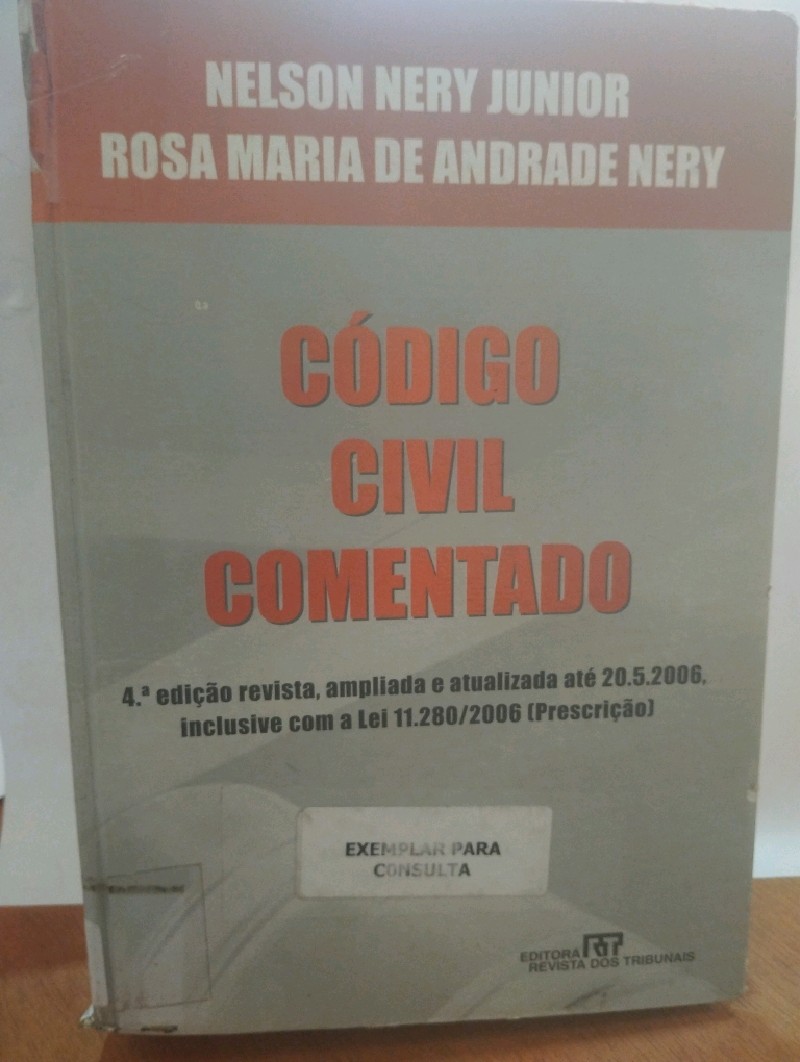 NELSON NERY JUNIOR
ROSA MARIA DE ANDRADE NERY
CÓDIGO
CIVIL
COMENTADO
4.ª edição revista, ampliada e atualizada até 20.5.2006,
inclusive com a Lei 11.280/2006 (Prescrição)
EXEMPLAR PARA
CONSULTA
EDITORA RT
REVISTA DOS TRIBUNAIS